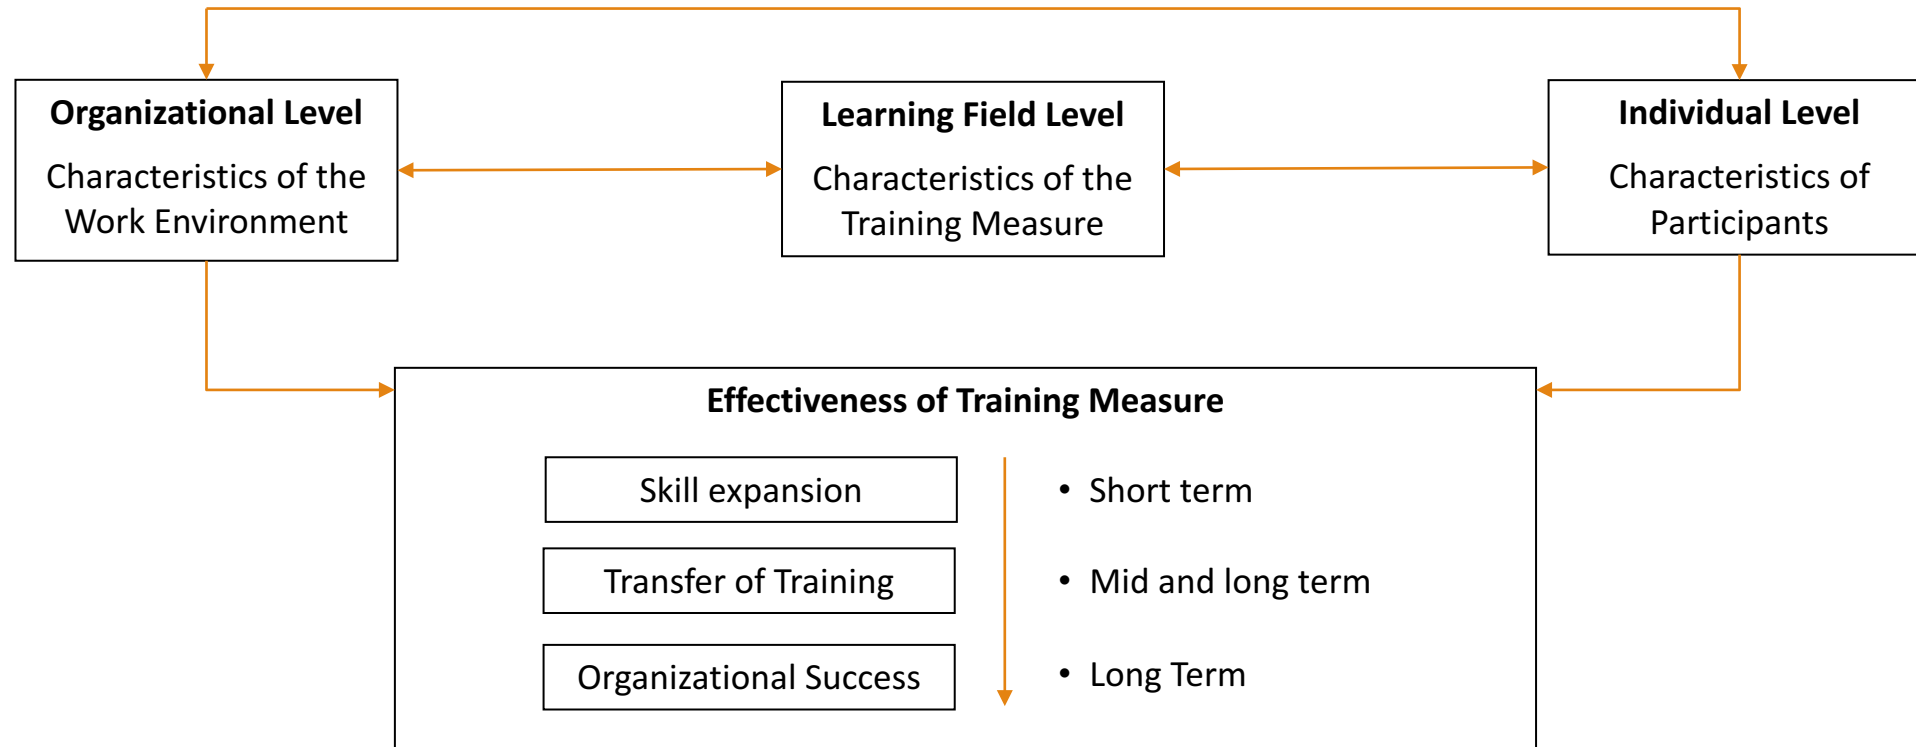 Organizational Level
Characteristics of the
Work Environment
Learning Field Level
Characteristics of the
Training Measure
Individual Level
Characteristics of
Participants
Effectiveness of Training Measure
Skill expansion
• Short term
Transfer of Training
• Mid and long term
Organizational Success
• Long Term